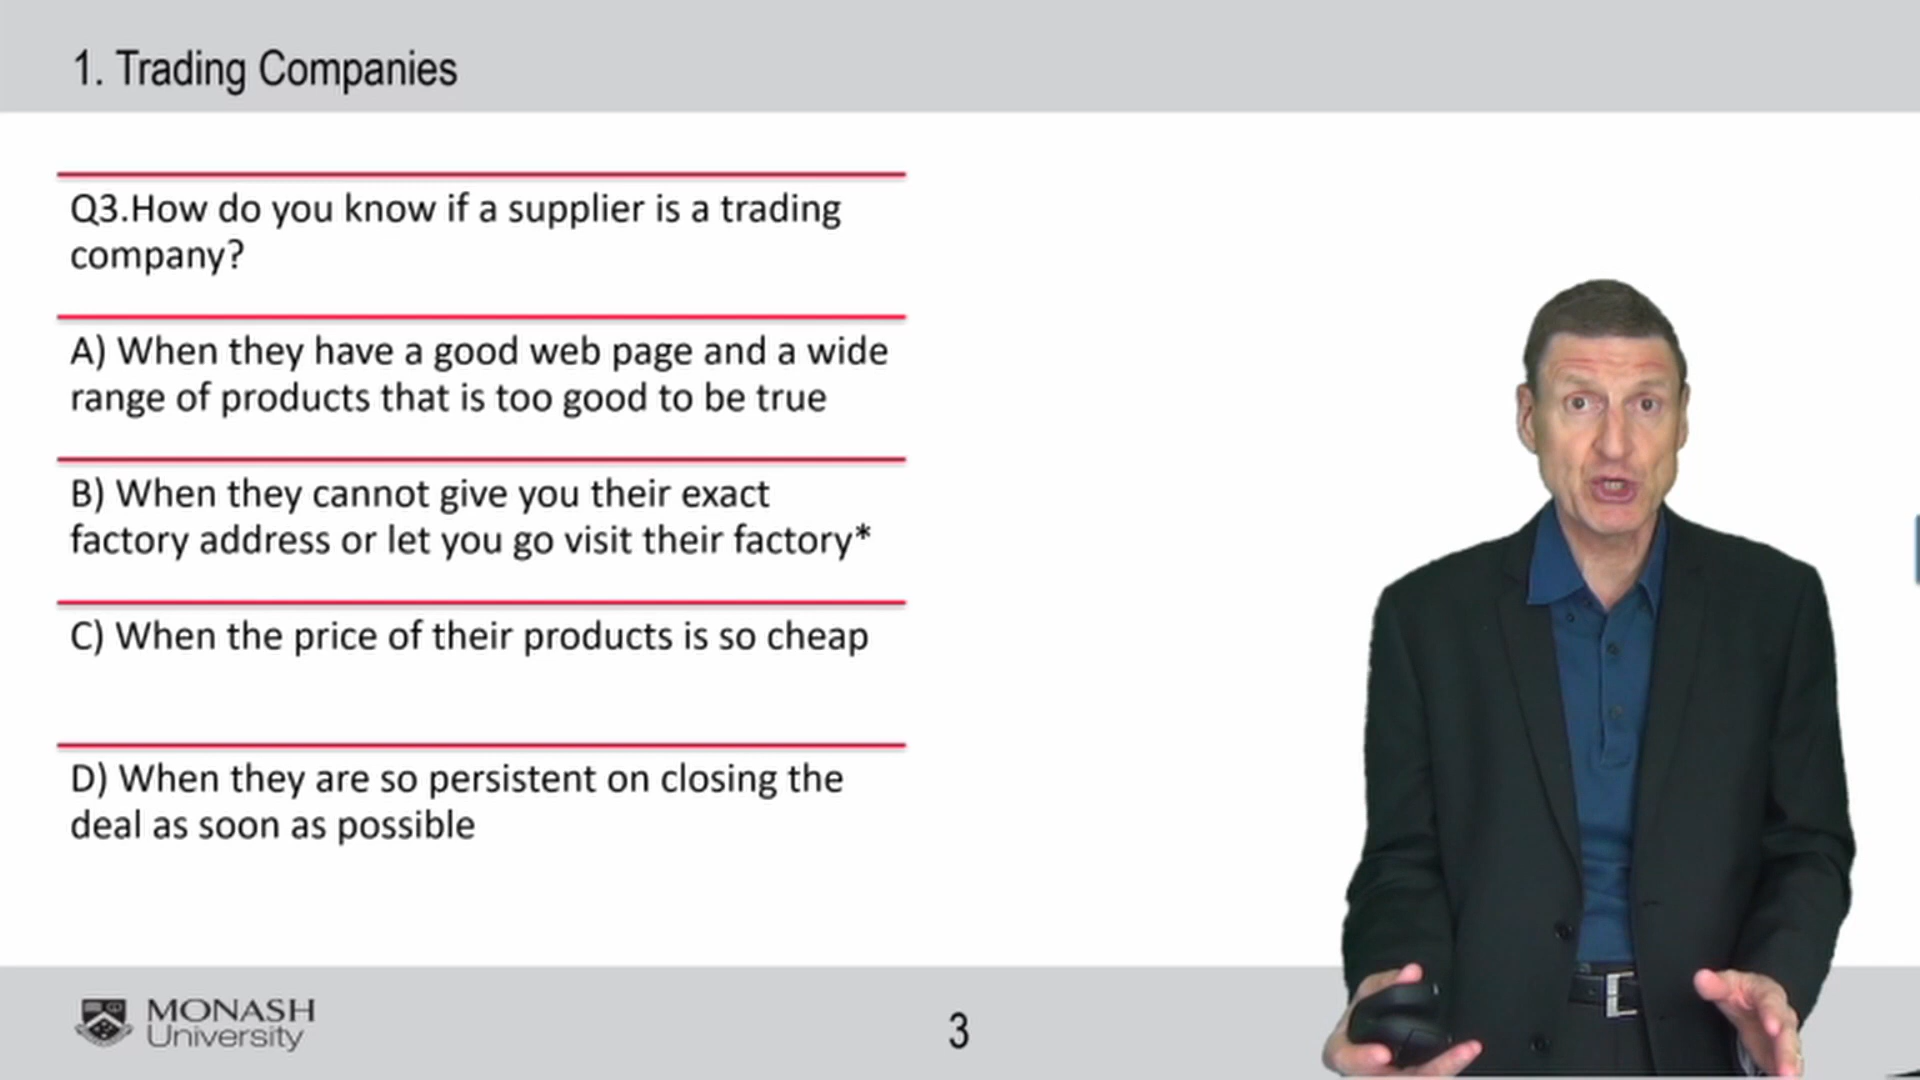 1. Trading Companies
Q3.How do you know if a supplier is a trading
company?
A) When they have a good web page and a wide
range of products that is too good to be true
B) When they cannot give you their exact
factory address or let you go visit their factory*
C) When the price of their products is so cheap
D) When they are so persistent on closing the
deal as soon as possible
MONASH
University
3